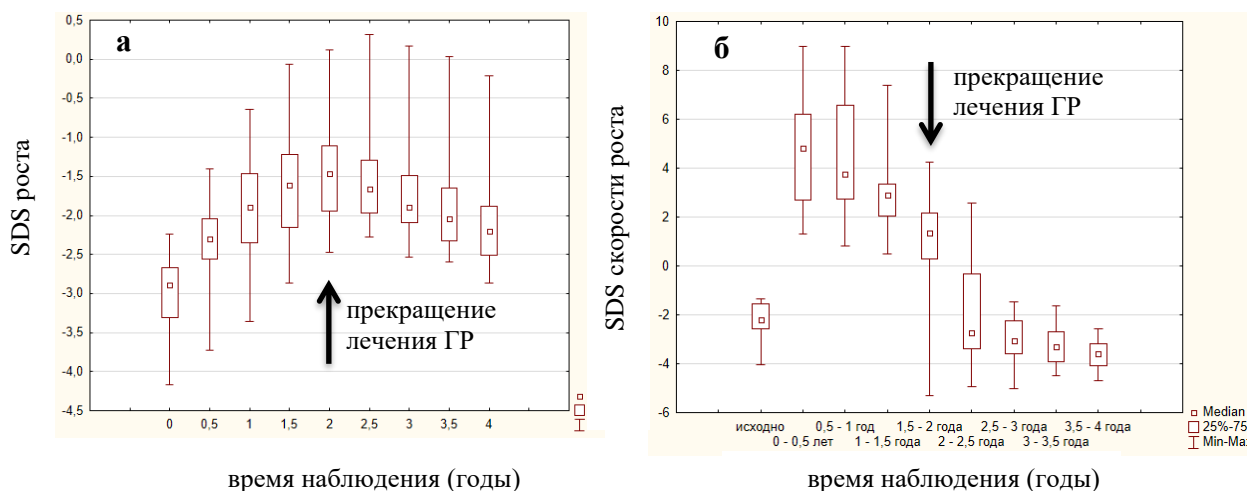 а
SDS роста
0,5
0,0
-0,5
-1,0
-1,5
-2,0
-2,5
-3,0
-3,5
-4,0
-4,5
прекращение
лечения ГР
0 0,5 1 1,5 2 2,5 3 3,5 4
время наблюдения (годы)
б
SDS скорости роста
10
8
6
4
2
0
-2
-4
-6
прекращение
лечения ГР
исходно 0,5 - 1 год 1,5 - 2 года 2,5 - 3 года 3,5 - 4 года
0 - 0,5 лет 1 - 1,5 года 2 - 2,5 года 3 - 3,5 года
Median
25%-75
Min-Max
время наблюдения (годы)